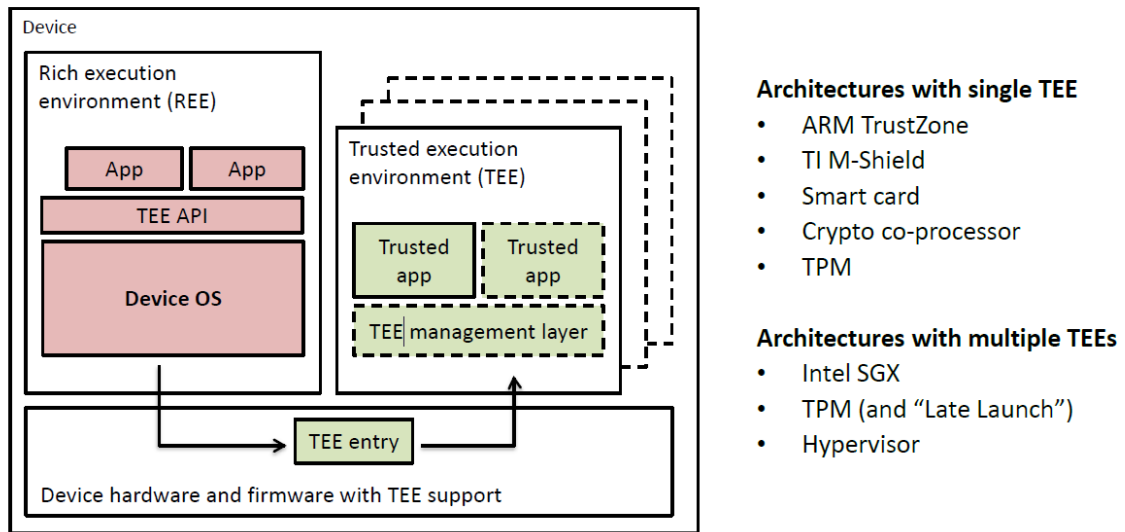 Device
Rich execution
environment (REE)
App
App
TEE API
Device OS
Trusted execution
environment (TEE)
Trusted
app
Trusted
app
TEE management layer
TEE entry
Device hardware and firmware with TEE support
Architectures with single TEE
• ARM TrustZone
• TI M-Shield
• Smart card
• Crypto co-processor
• TPM
Architectures with multiple TEEs
• Intel SGX
• TPM (and “Late Launch”)
• Hypervisor